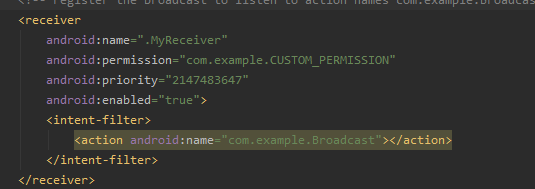 <!-- register the broadcast to listen to action names com.example.Broadcas
<receiver
android:name=".MyReceiver"
android:permission="com.example.CUSTOM_PERMISSION"
android:priority="2147483647"
android:enabled="true">
<intent-filter>
<action android:name="com.example.Broadcast"></action>
</intent-filter>
</receiver>